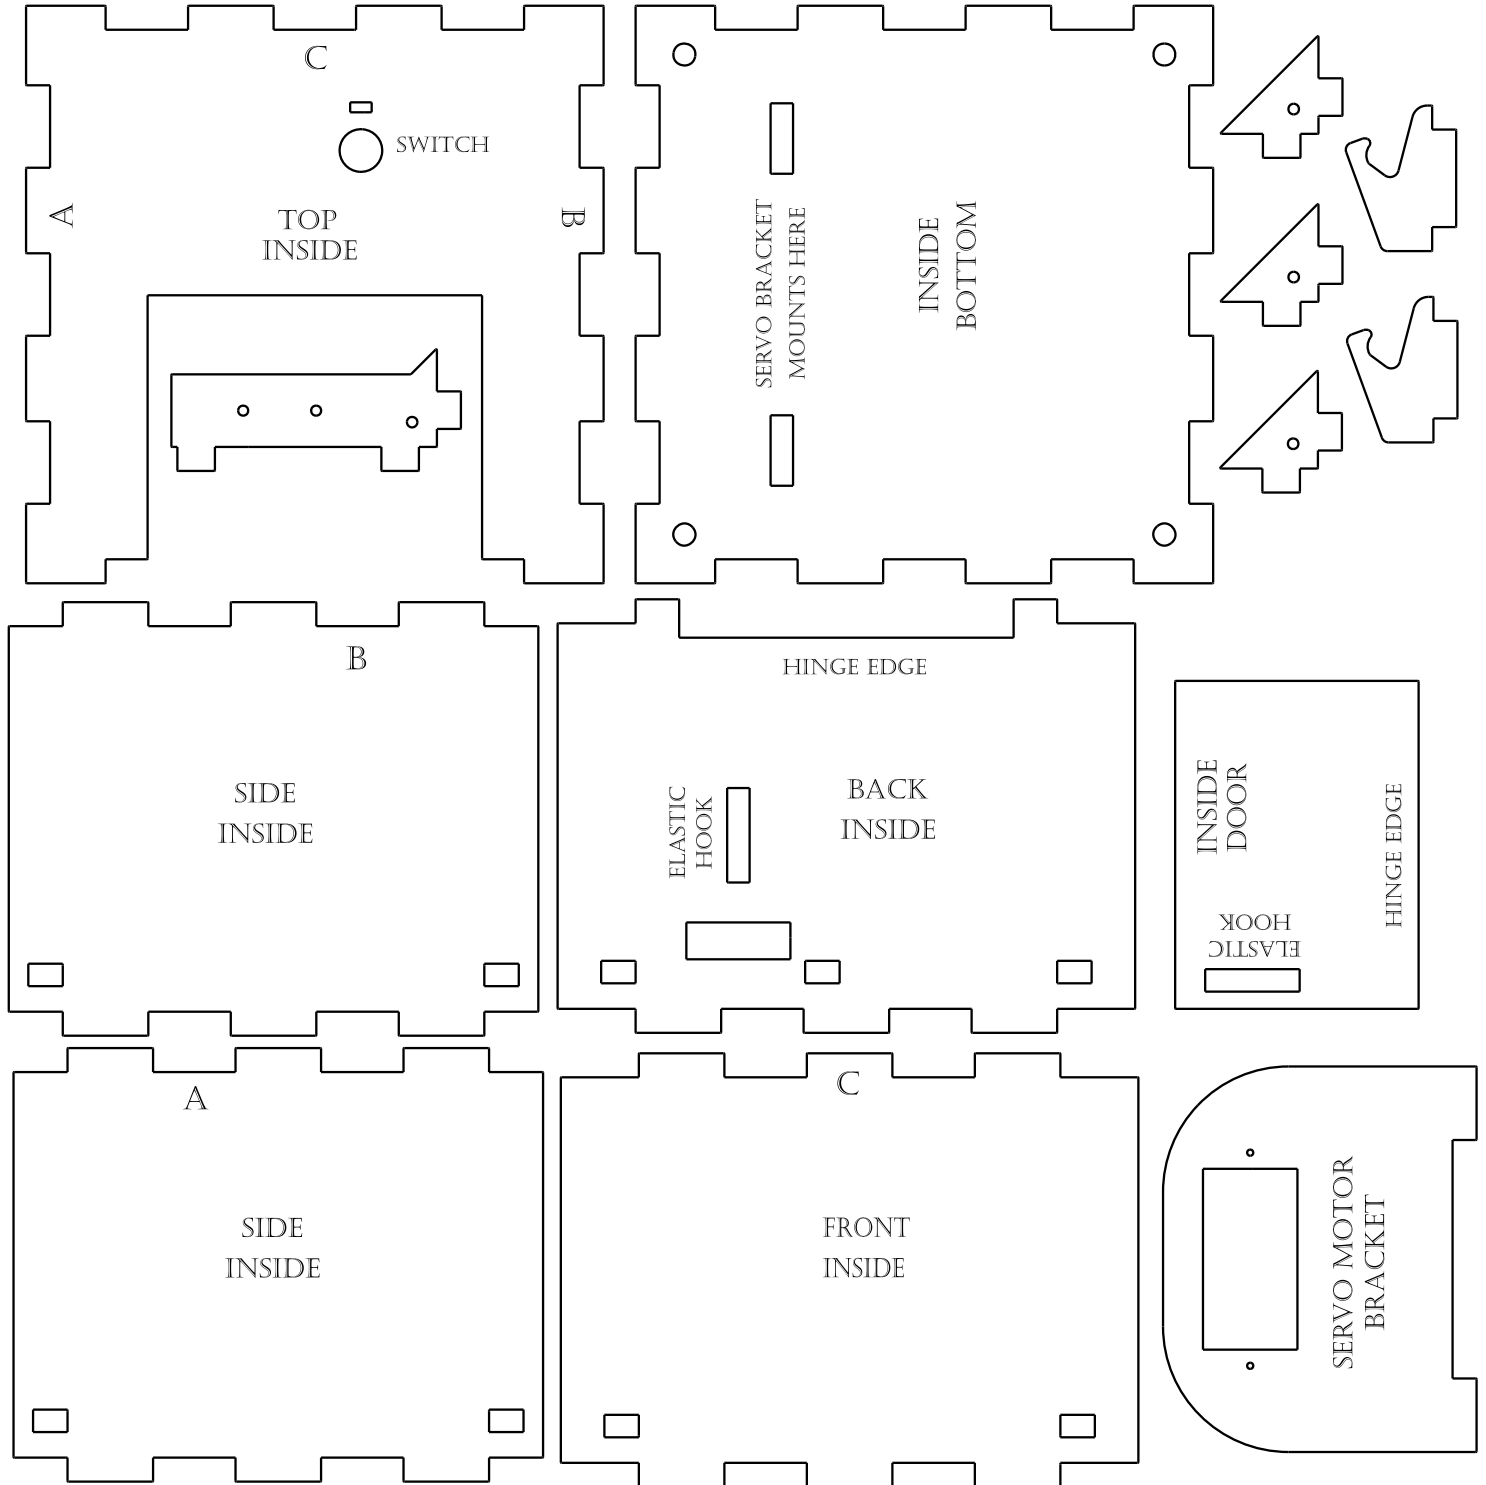 C
SWITCH
A
B
TOP
INSIDE
SERVO BRACKET
MOUNTS HERE
INSIDE
BOTTOM
B
SIDE
INSIDE
HINGE EDGE
ELASTIC
HOOK
BACK
INSIDE
INSIDE
DOOR
HINGE EDGE
ELASTIC
HOOK
A
SIDE
INSIDE
C
FRONT
INSIDE
SERVO MOTOR
BRACKET